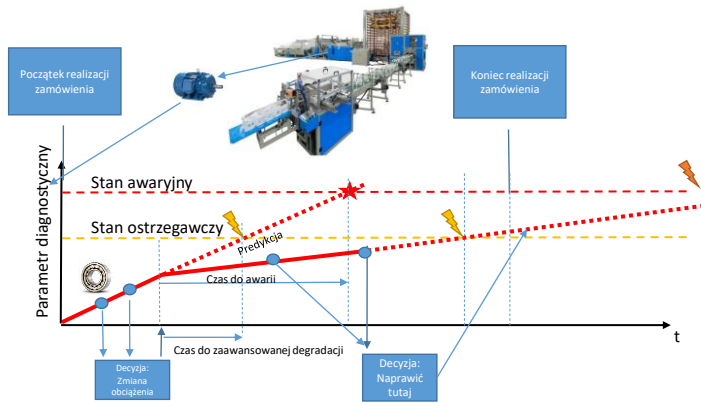 Początek realizacji
zamówienia
Koniec realizacji
zamówienia
Parametr diagnostyczny
Stan awaryjny
Stan ostrzegawczy
Predykcja
Czas do awarii
t
Czas do zaawansowanej degradacji
Decyzja:
Zmiana
obciążenia
Decyzja:
Naprawić
tutaj